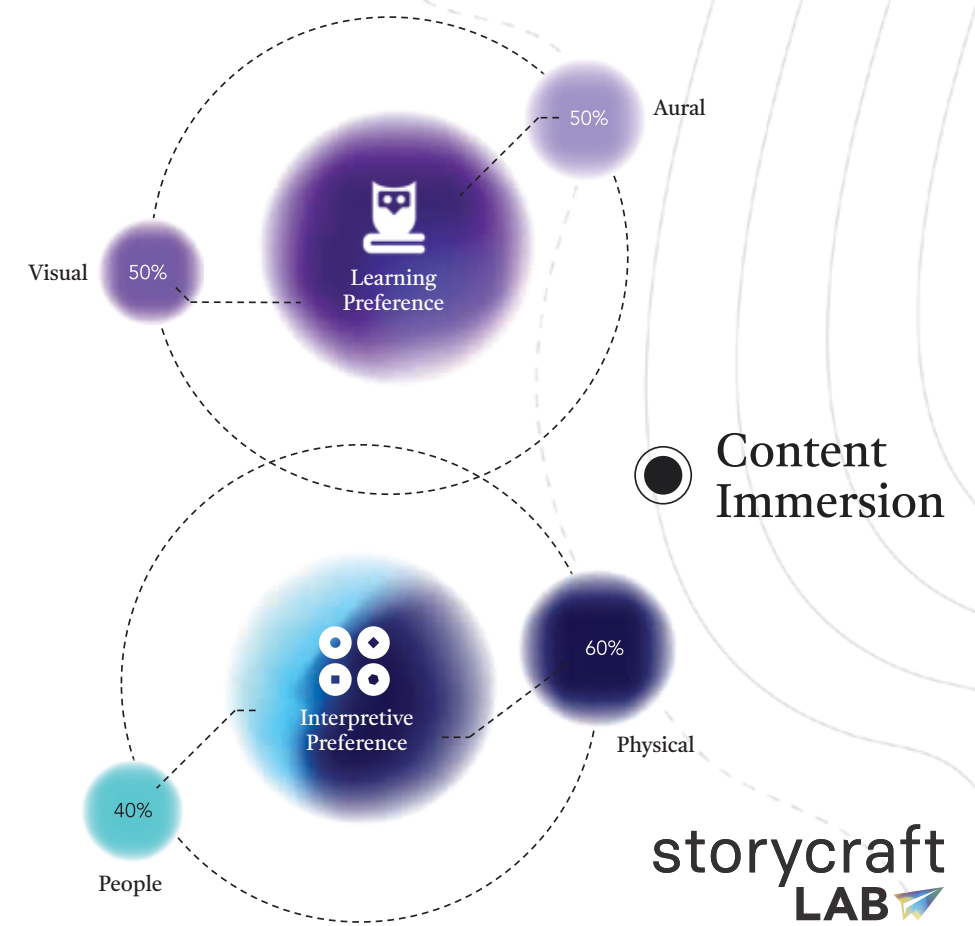 50%
Aural
Visual
50%
Learning
Preference
Content
Immersion
60%
Interpretive
Preference
Physical
40%
People
storycraft
LAB